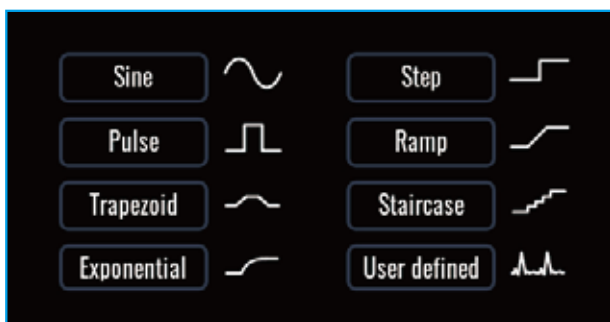 Sine
Step
Pulse
Ramp
Trapezoid
Staircase
Exponential
User defined